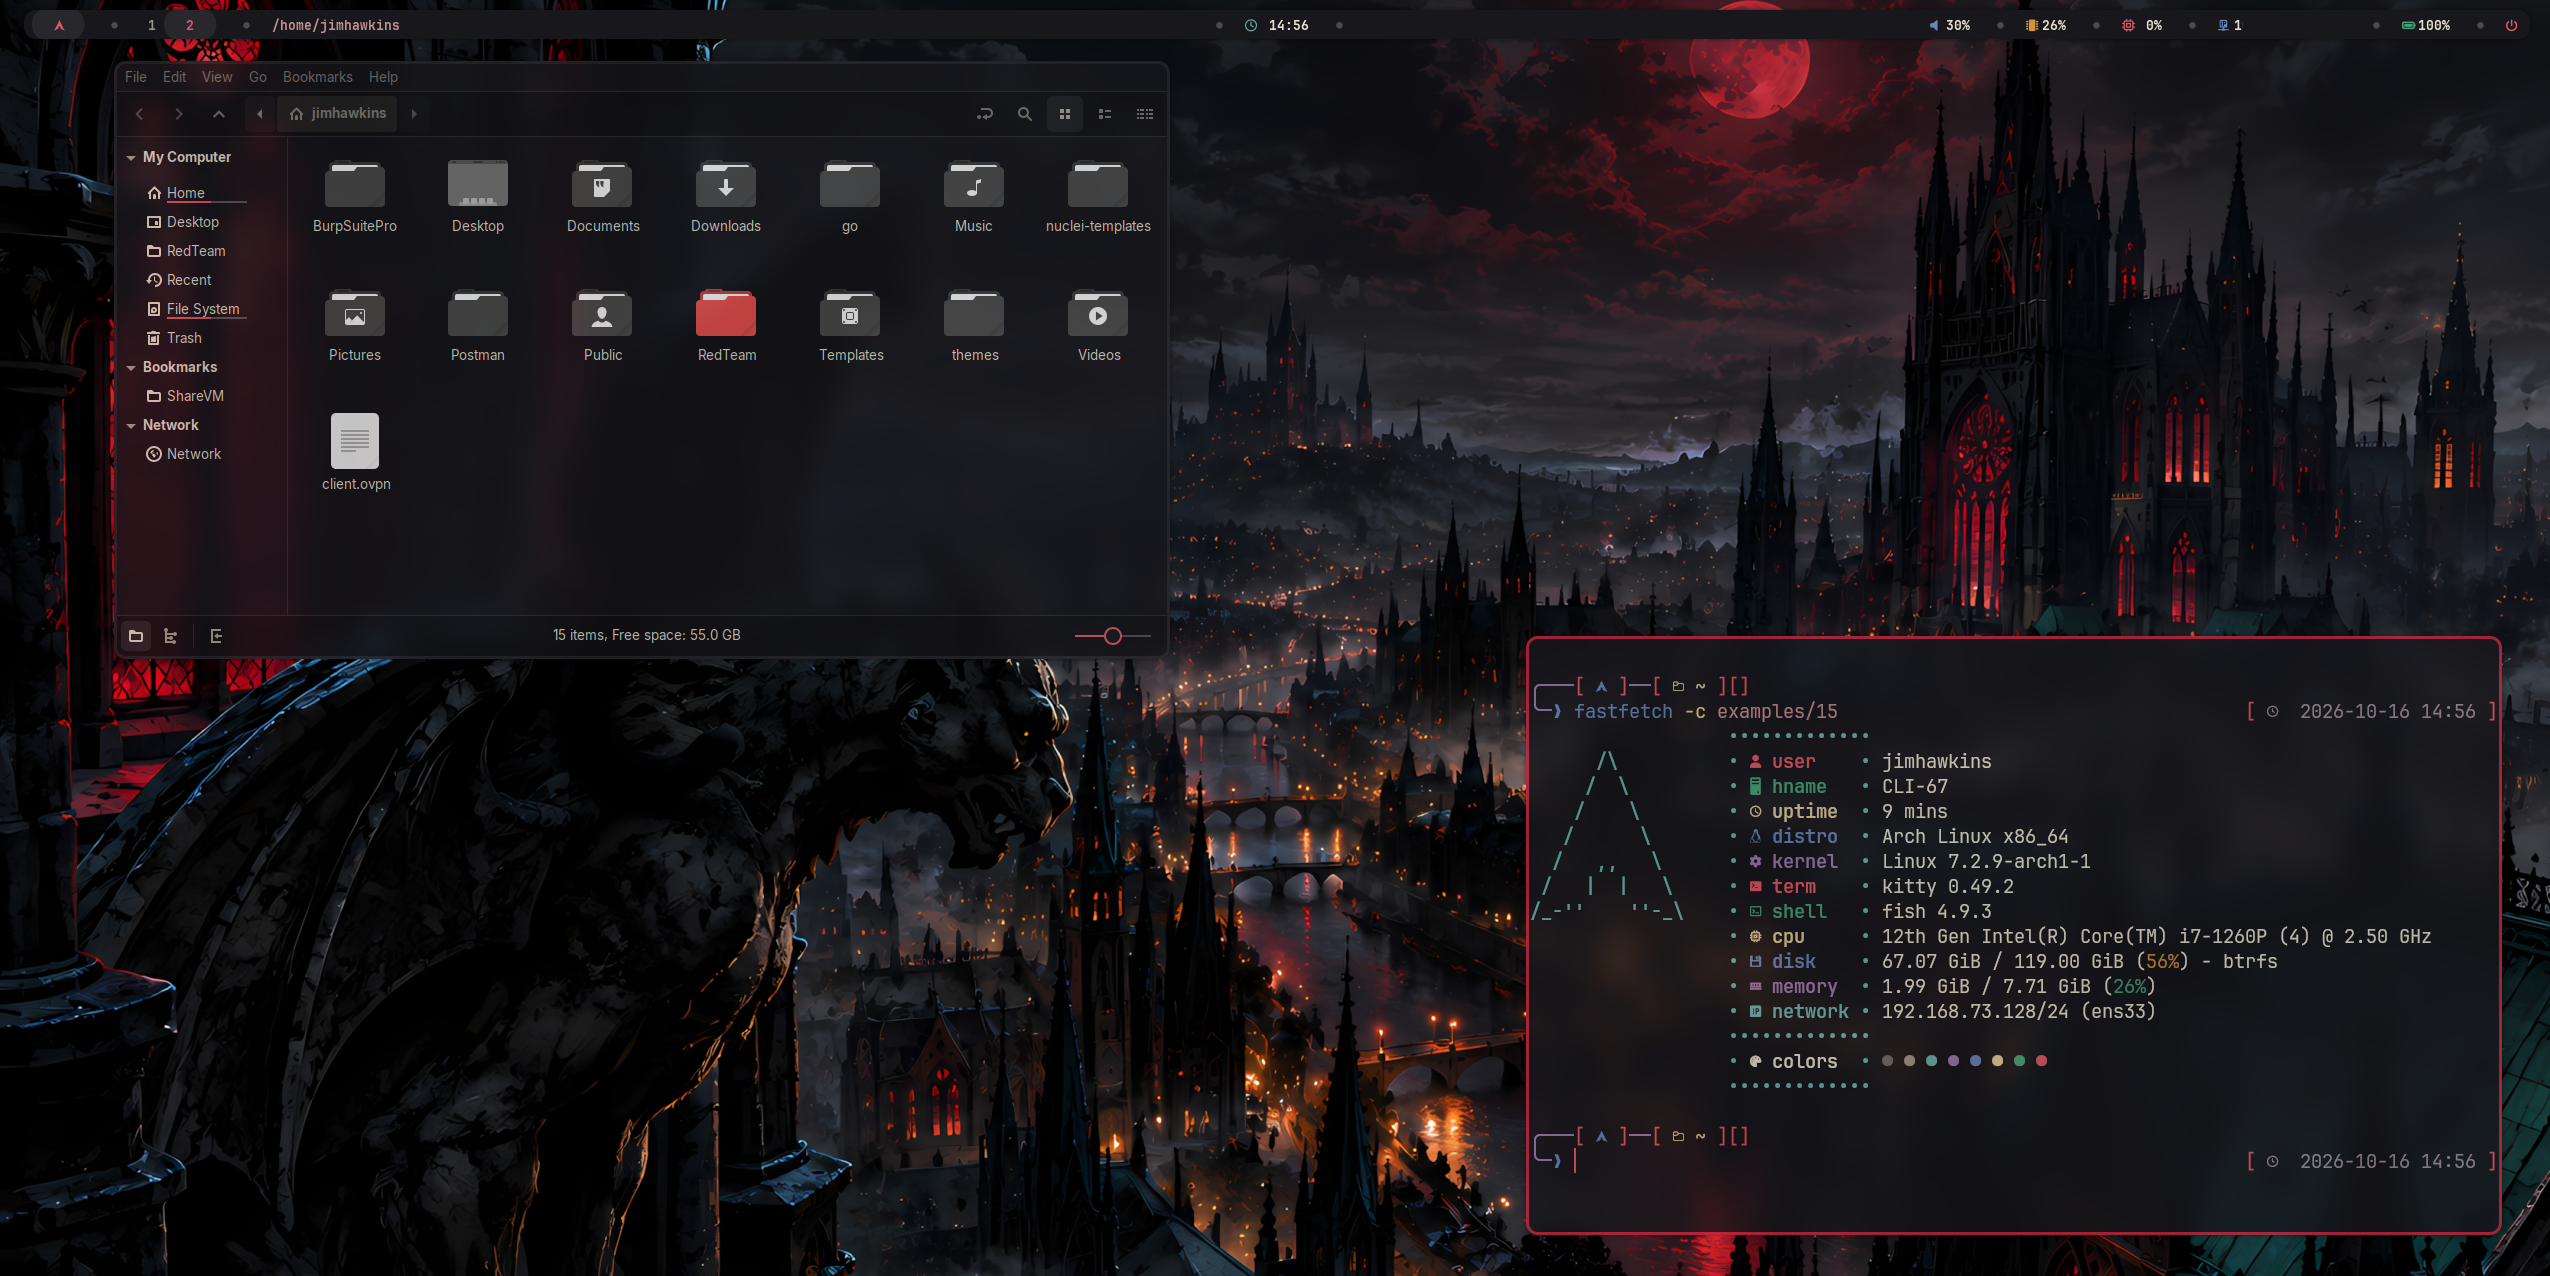 1 2 /home/jimhawkins 14:56 30% 26% 0% 1 100%
File Edit View Go Bookmarks Help
jimhawkins
My Computer
Home
Desktop
RedTeam
Recent
File System
Trash
Bookmarks
ShareVM
Network
Network
BurpSuitePro Desktop Documents Downloads go Music nuclei-templates
Pictures Postman Public RedTeam Templates themes Videos
client.ovpn
15 items, Free space: 55.0 GB
[ ]—[ ~ ][]
❱ fastfetch -c examples/15 [ 2026-10-16 14:56 ]
•••••••••••••
/\ • user • jimhawkins
/ \ • hname • CLI-67
/ \ • uptime • 9 mins
/ \ • distro • Arch Linux x86_64
/ ,, \ • kernel • Linux 7.2.9-arch1-1
/ | | \ • term • kitty 0.49.2
/_-'' ''-_\ • shell • fish 4.9.3
• cpu • 12th Gen Intel(R) Core(TM) i7-1260P (4) @ 2.50 GHz
• disk • 67.07 GiB / 119.00 GiB (56%) - btrfs
• memory • 1.99 GiB / 7.71 GiB (26%)
• network • 192.168.73.128/24 (ens33)
•••••••••••••
• colors • ● ● ● ● ● ● ● ●
•••••••••••••
[ ]—[ ~ ][]
❱ [ 2026-10-16 14:56 ]